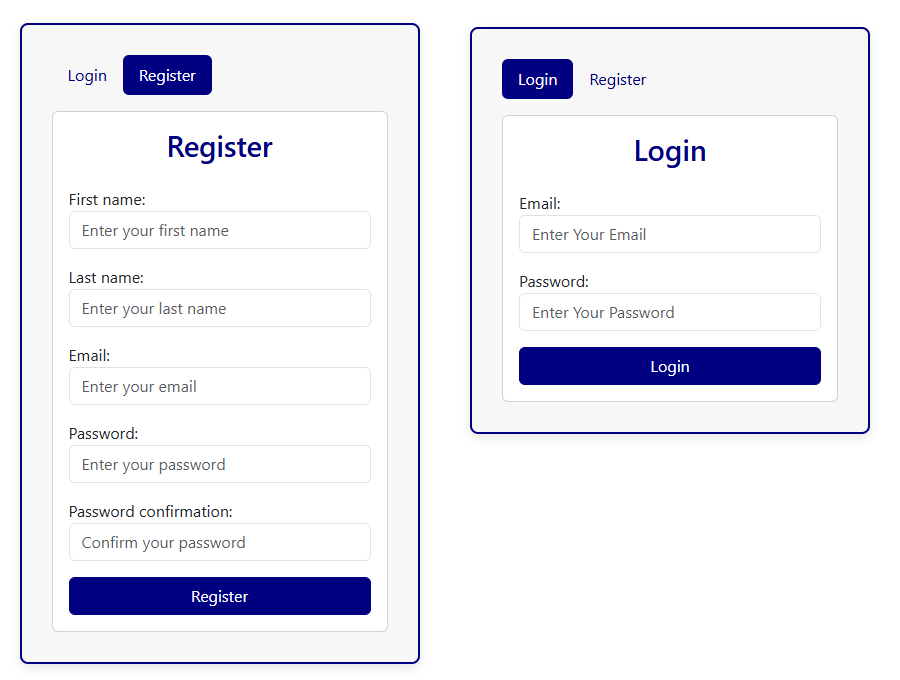 Login Register
Register
First name:
Enter your first name
Last name:
Enter your last name
Email:
Enter your email
Password:
Enter your password
Password confirmation:
Confirm your password
Register
Login Register
Login
Email:
Enter Your Email
Password:
Enter Your Password
Login